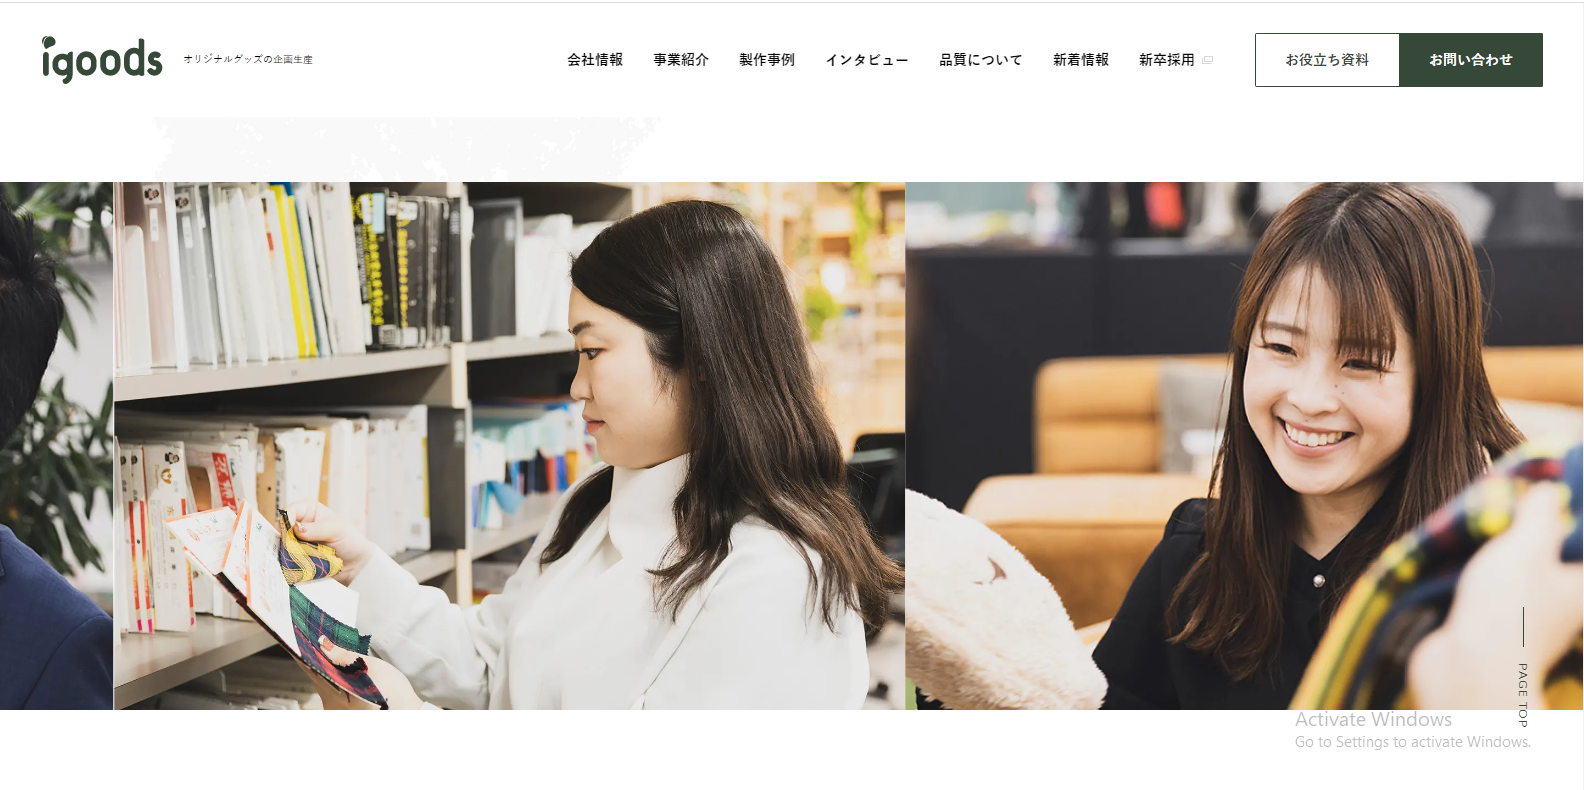 igoods
オリジナルグッズの企画生産
会社情報
事業紹介
製作事例
インタビュー
品質について
新着情報
新卒採用
お役立ち資料
お問い合わせ
PAGE TOP
Activate Windows
Go to Settings to activate Windows.